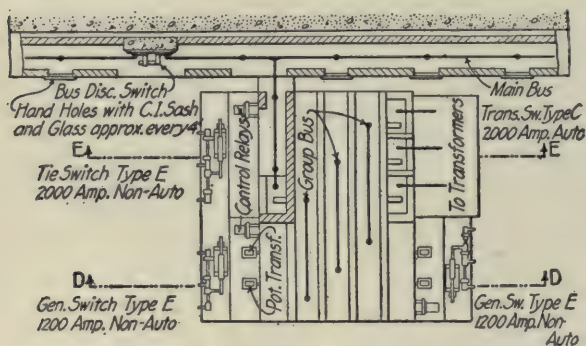 Bus Disc. Switch
Hand Holes with C.I. Sash
and Glass approx. every 4'
Main Bus
Trans. Sw. Type C
2000 Amp. Auto
E
E
Tie Switch Type E
2000 Amp. Non-Auto
Control Relays
Group Bus
To Transformers
D
D
Gen. Switch Type E
1200 Amp. Non-Auto
Pot. Transf.
Gen. Sw. Type E
1200 Amp. Non-
Auto